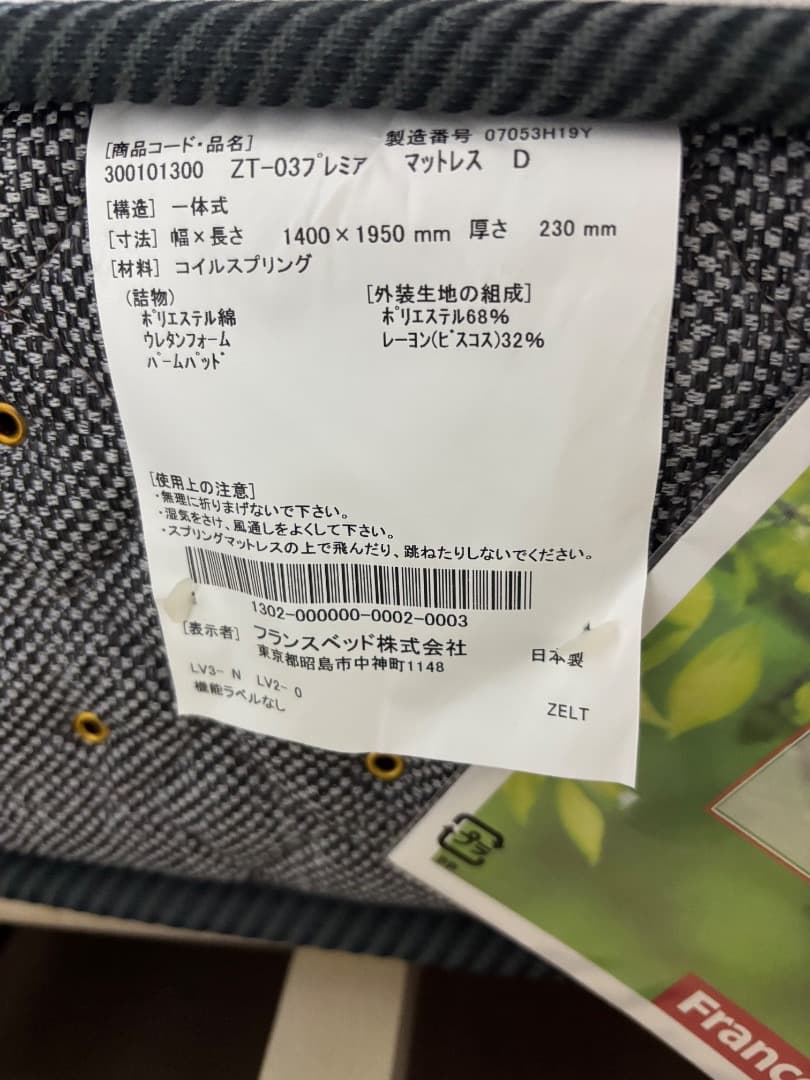 [商品コード・品名] 製造番号 07053H19Y
300101300 ZT-03プレミア マットレス D
[構造] 一体式
[寸法] 幅×長さ 1400×1950 mm 厚さ 230 mm
[材料] コイルスプリング
(詰物)
ポリエステル綿
ウレタンフォーム
パームパッド
[外装生地の組成]
ポリエステル68%
レーヨン(ビスコス)32%
[使用上の注意]
・無理に折りまげないで下さい。
・湿気をさけ、風通しをよくして下さい。
・スプリングマットレスの上で飛んだり、跳ねたりしないでください。
1302-000000-0002-0003
[表示者] フランスベッド株式会社
東京都昭島市中神町1148
日本製
LV3- N LV2- 0
機能ラベルなし
ZELT
プラ
Franc